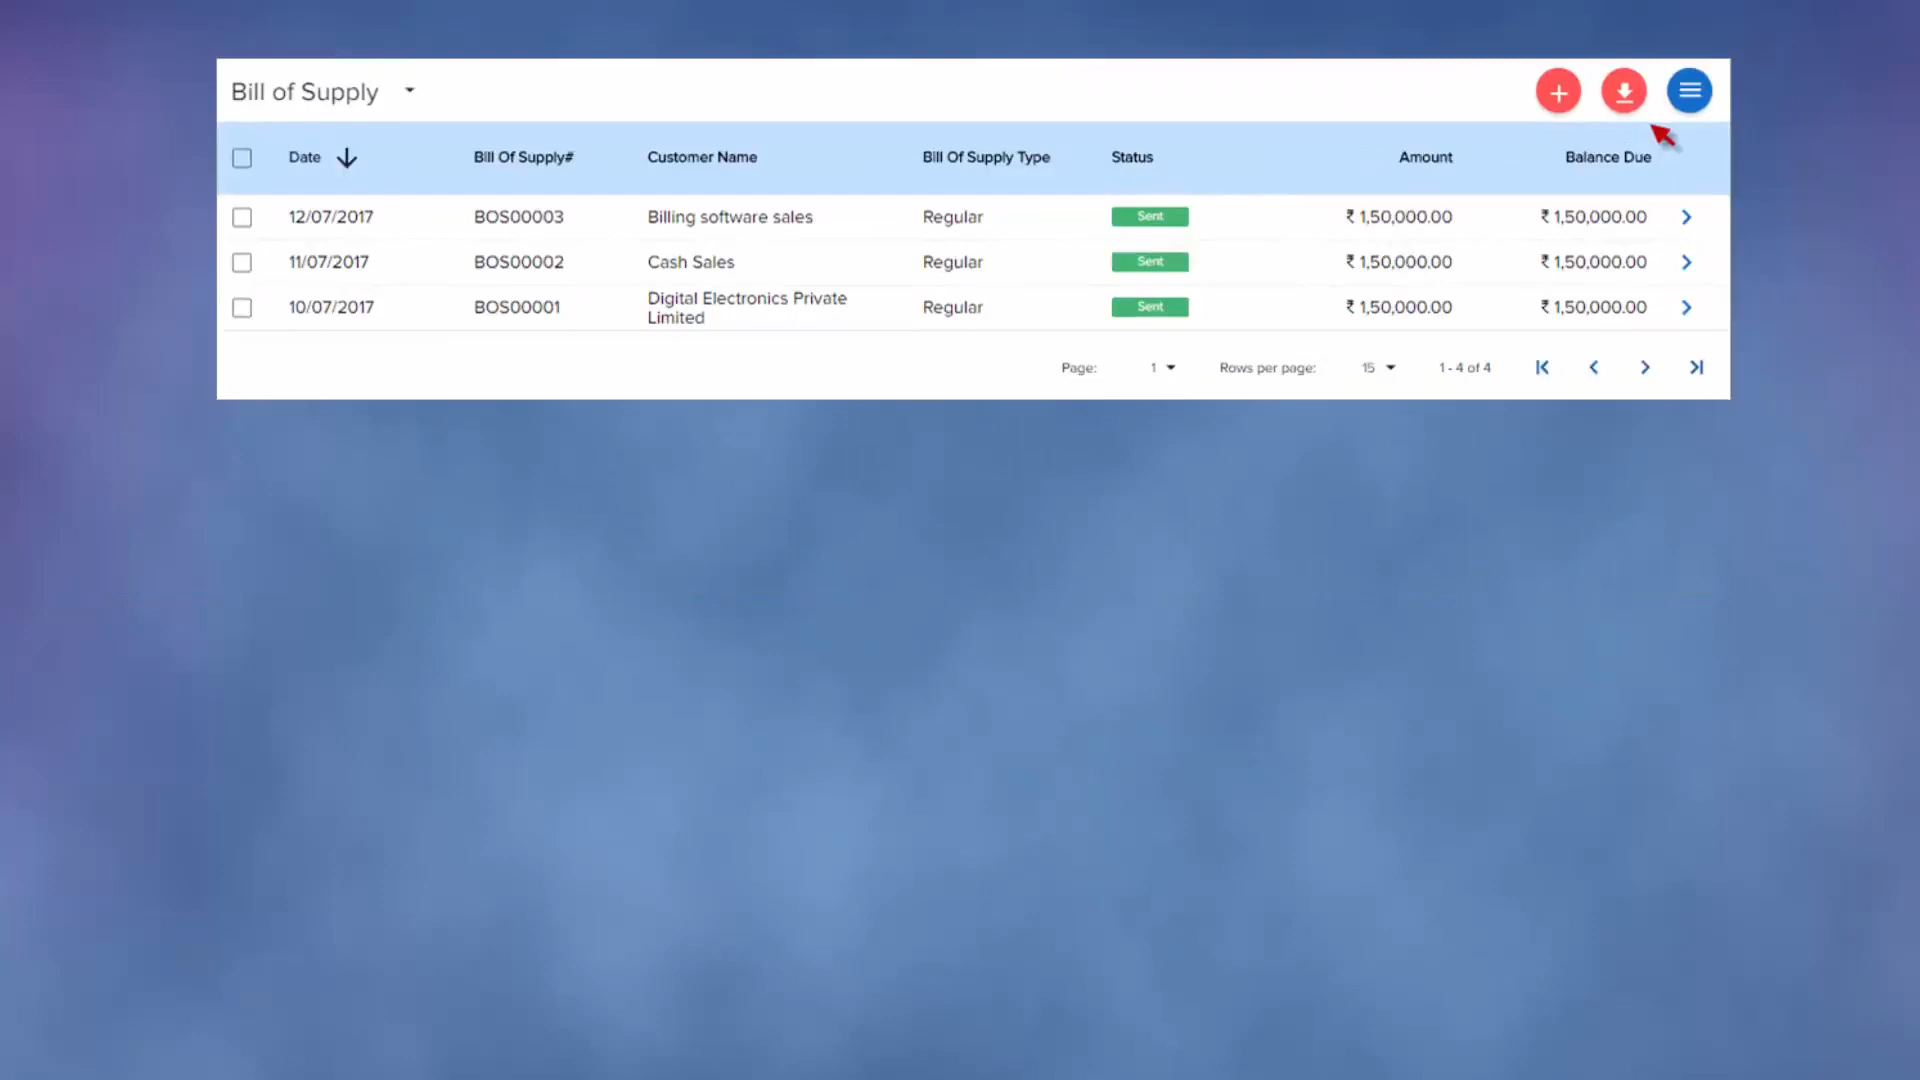 Bill of Supply
Date Bill Of Supply# Customer Name Bill Of Supply Type Status Amount Balance Due
12/07/2017 BOS00003 Billing software sales Regular Sent ₹ 1,50,000.00 ₹ 1,50,000.00
11/07/2017 BOS00002 Cash Sales Regular Sent ₹ 1,50,000.00 ₹ 1,50,000.00
10/07/2017 BOS00001 Digital Electronics Private Limited Regular Sent ₹ 1,50,000.00 ₹ 1,50,000.00
Page: 1 Rows per page: 15 1 - 4 of 4